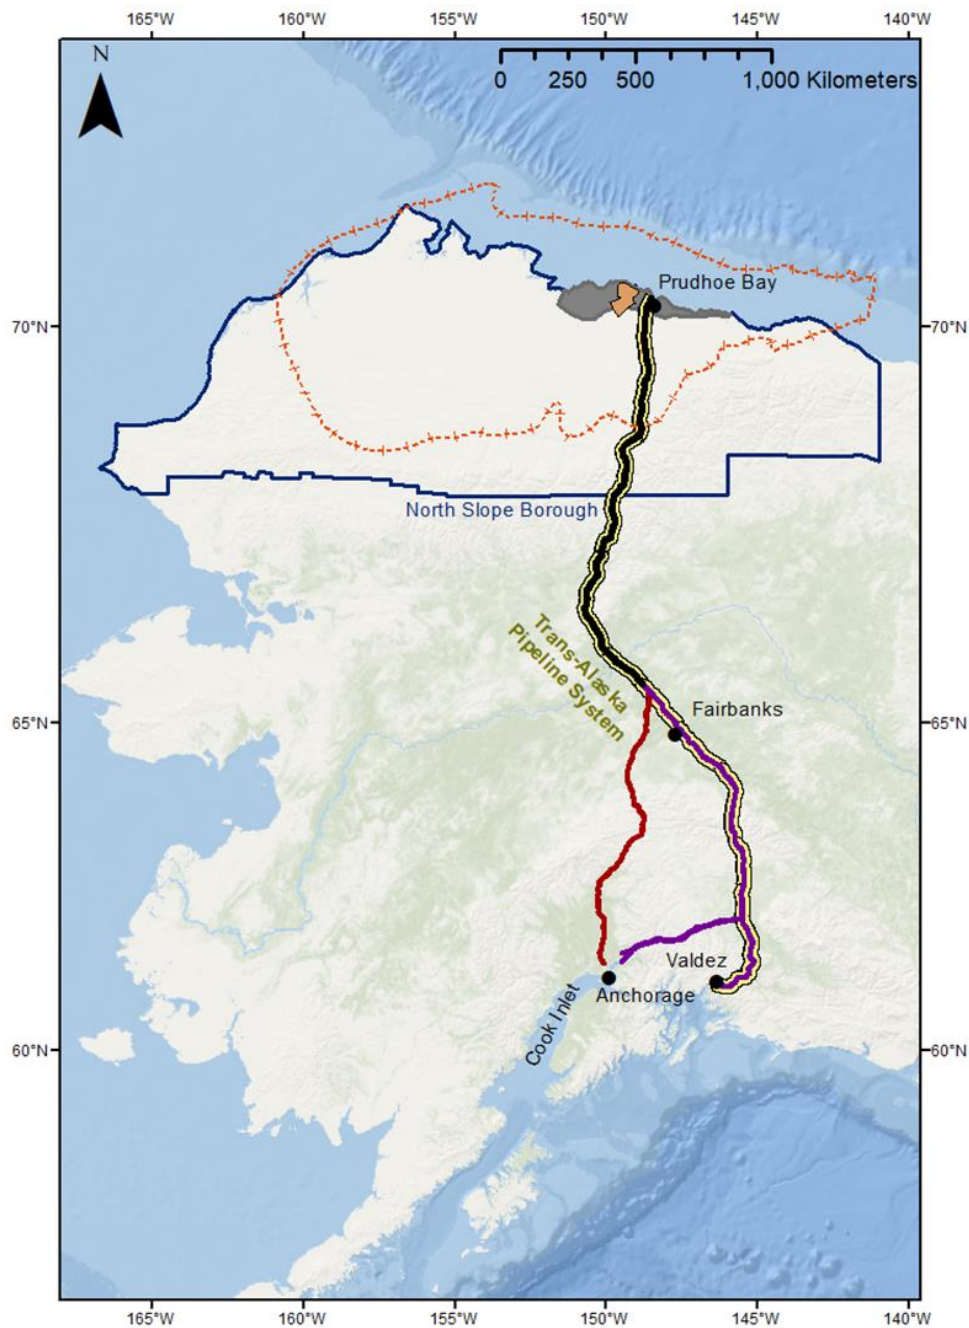 165°W 160°W 155°W 150°W 145°W 140°W
N
0 250 500 1,000 Kilometers
Prudhoe Bay
70°N 70°N
North Slope Borough
Trans-Alaska
Pipeline System
Fairbanks
65°N 65°N
Valdez
Anchorage
Cook Inlet
60°N 60°N
165°W 160°W 155°W 150°W 145°W 140°W